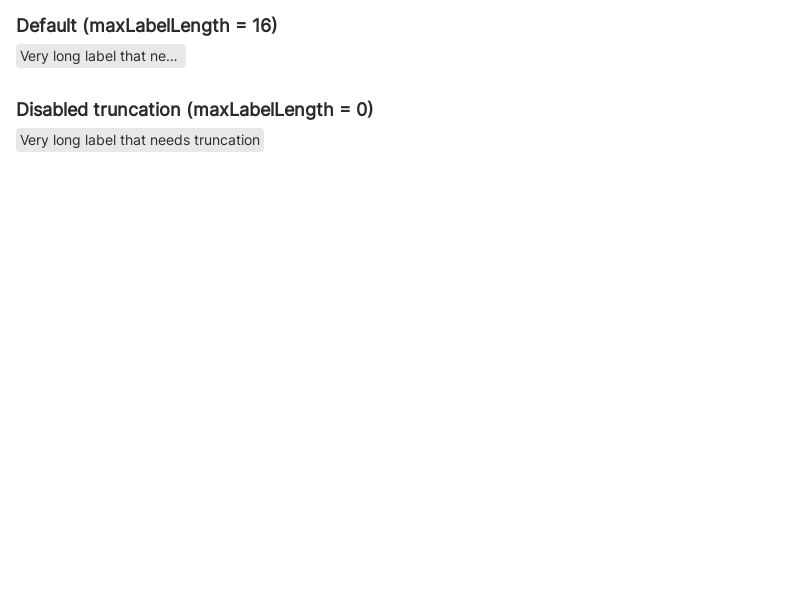 Default (maxLabelLength = 16)
Very long label that ne...
Disabled truncation (maxLabelLength = 0)
Very long label that needs truncation